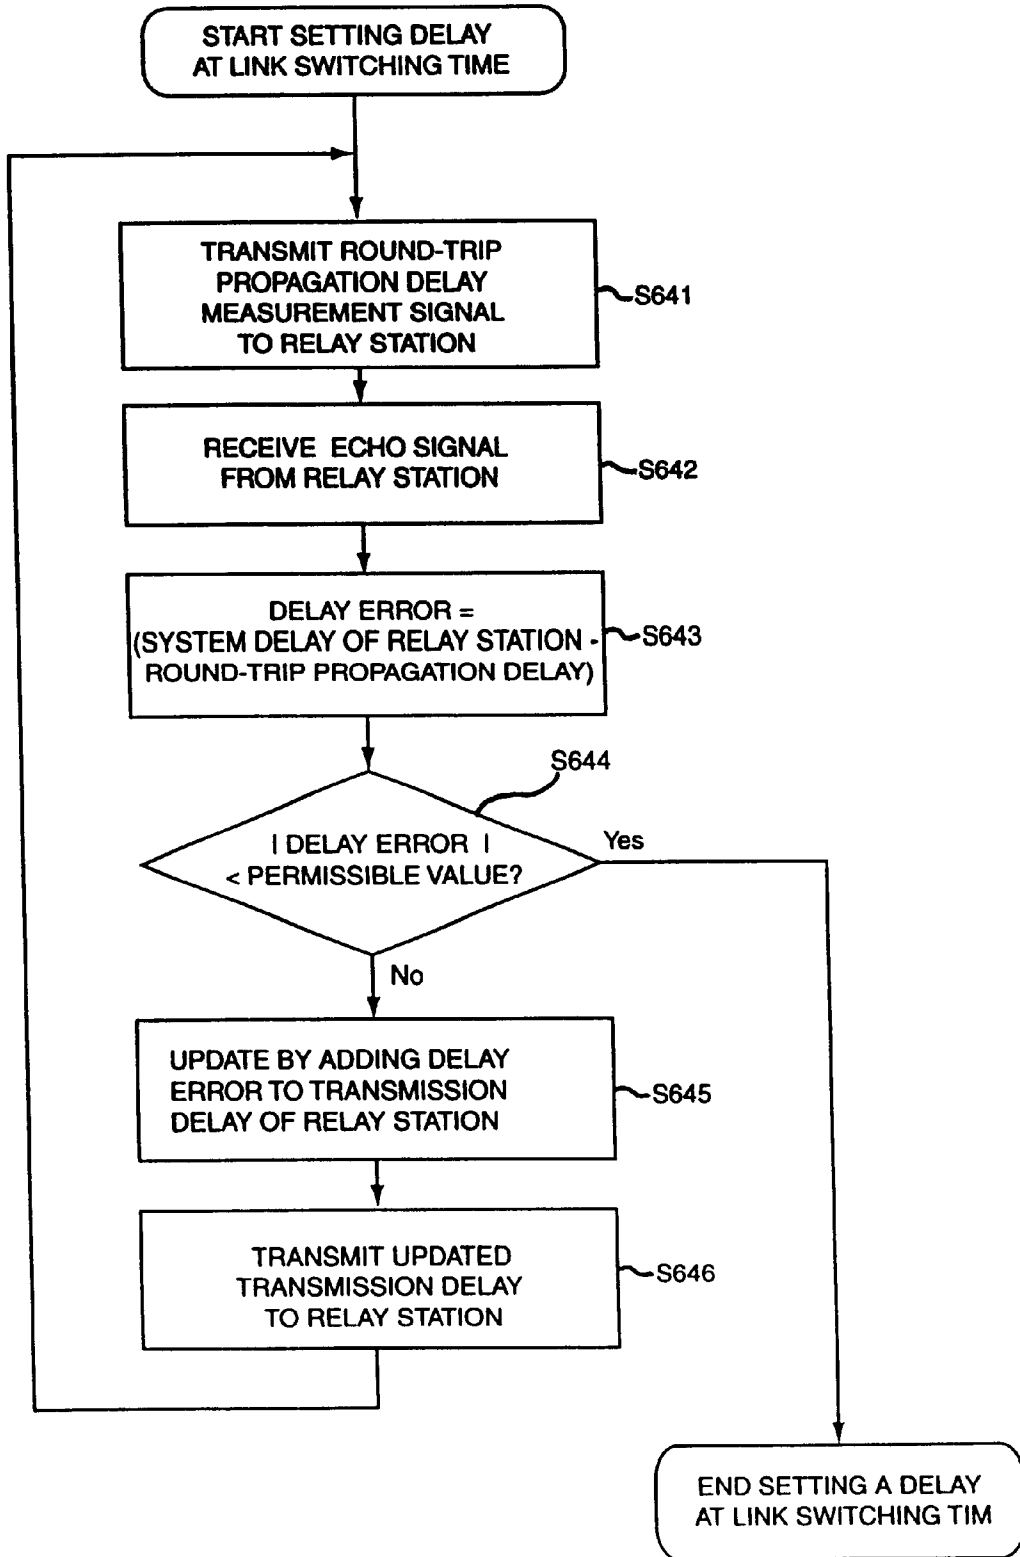 START SETTING DELAY
AT LINK SWITCHING TIME
TRANSMIT ROUND-TRIP
PROPAGATION DELAY
MEASUREMENT SIGNAL
TO RELAY STATION
S641
RECEIVE ECHO SIGNAL
FROM RELAY STATION
S642
DELAY ERROR =
(SYSTEM DELAY OF RELAY STATION -
ROUND-TRIP PROPAGATION DELAY)
S643
S644
| DELAY ERROR |
< PERMISSIBLE VALUE?
Yes
No
UPDATE BY ADDING DELAY
ERROR TO TRANSMISSION
DELAY OF RELAY STATION
S645
TRANSMIT UPDATED
TRANSMISSION DELAY
TO RELAY STATION
S646
END SETTING A DELAY
AT LINK SWITCHING TIM